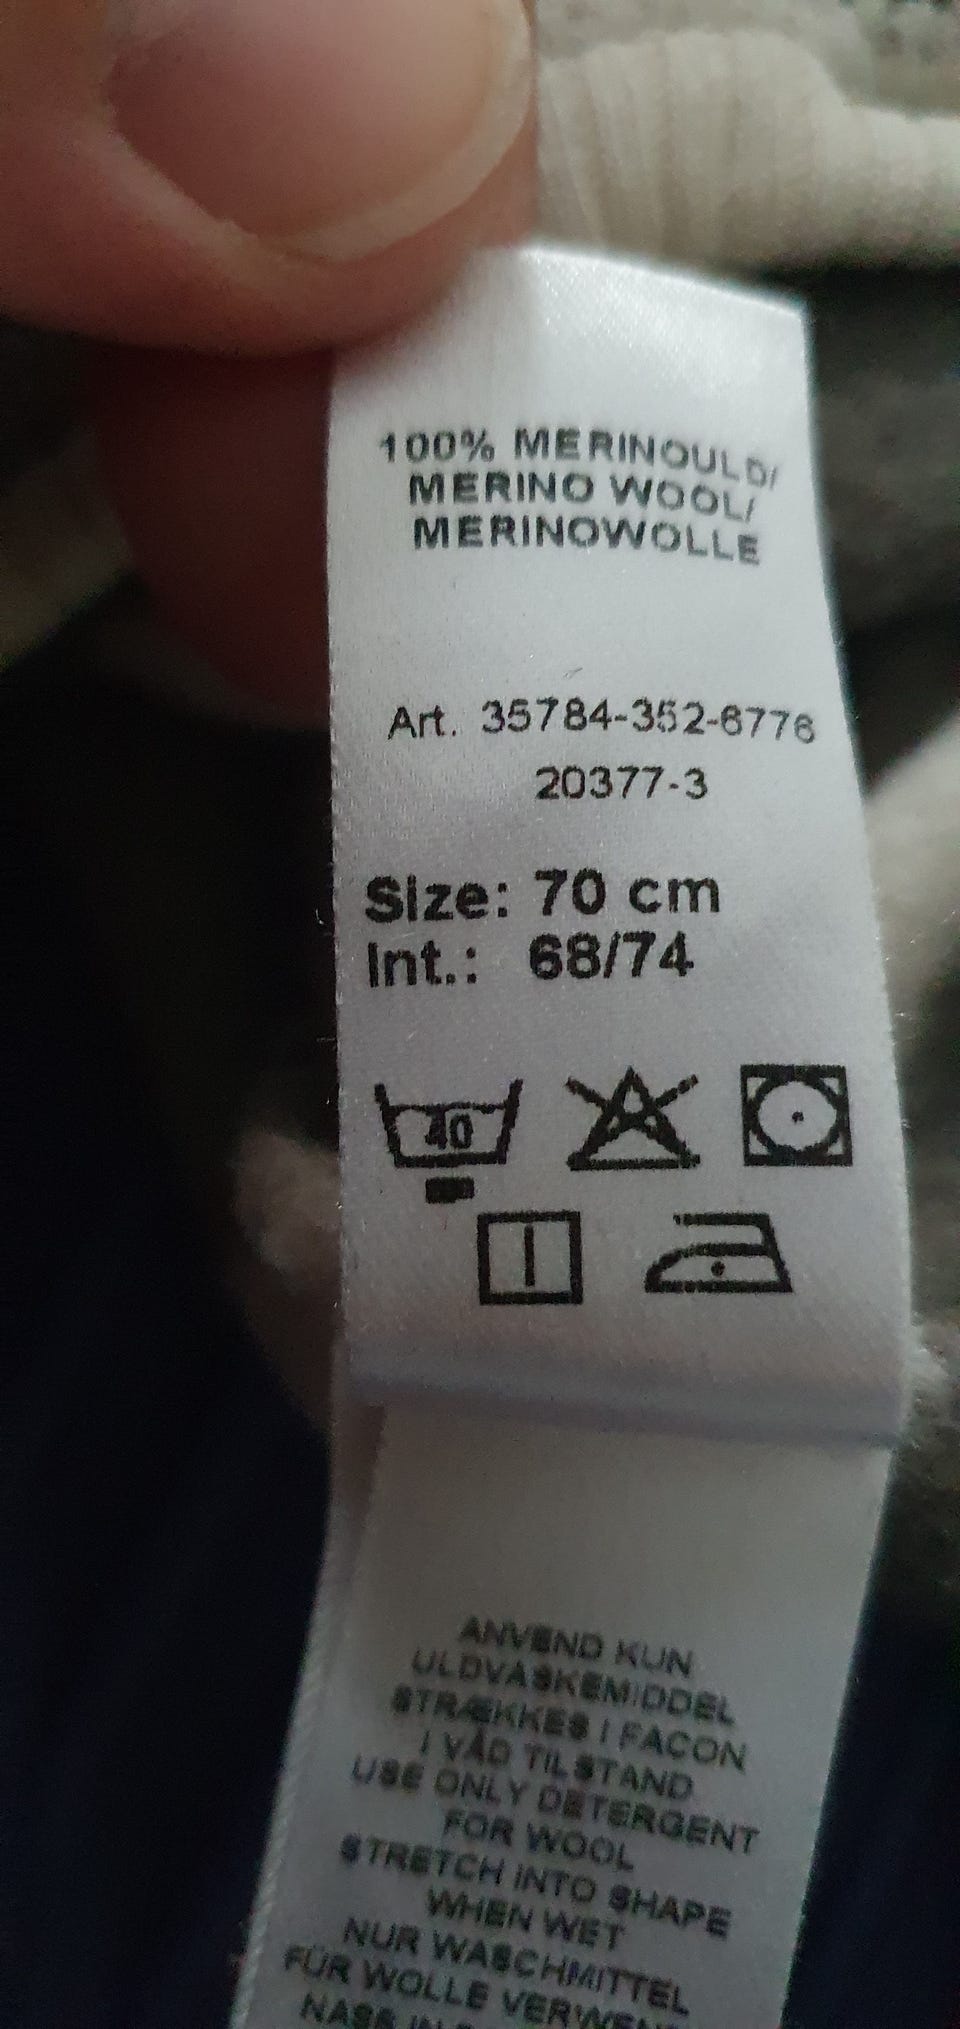 100% MERINOULD/
MERINO WOOL/
MERINOWOLLE
Art. 35784-352-6776
20377-3
Size: 70 cm
Int.: 68/74
40
ANVEND KUN
ULDVASKEMIDDEL
STRÆKKES I FACON
I VÅD TILSTAND
USE ONLY DETERGENT
FOR WOOL
STRETCH INTO SHAPE
WHEN WET
NUR WASCHMITTEL
FÜR WOLLE